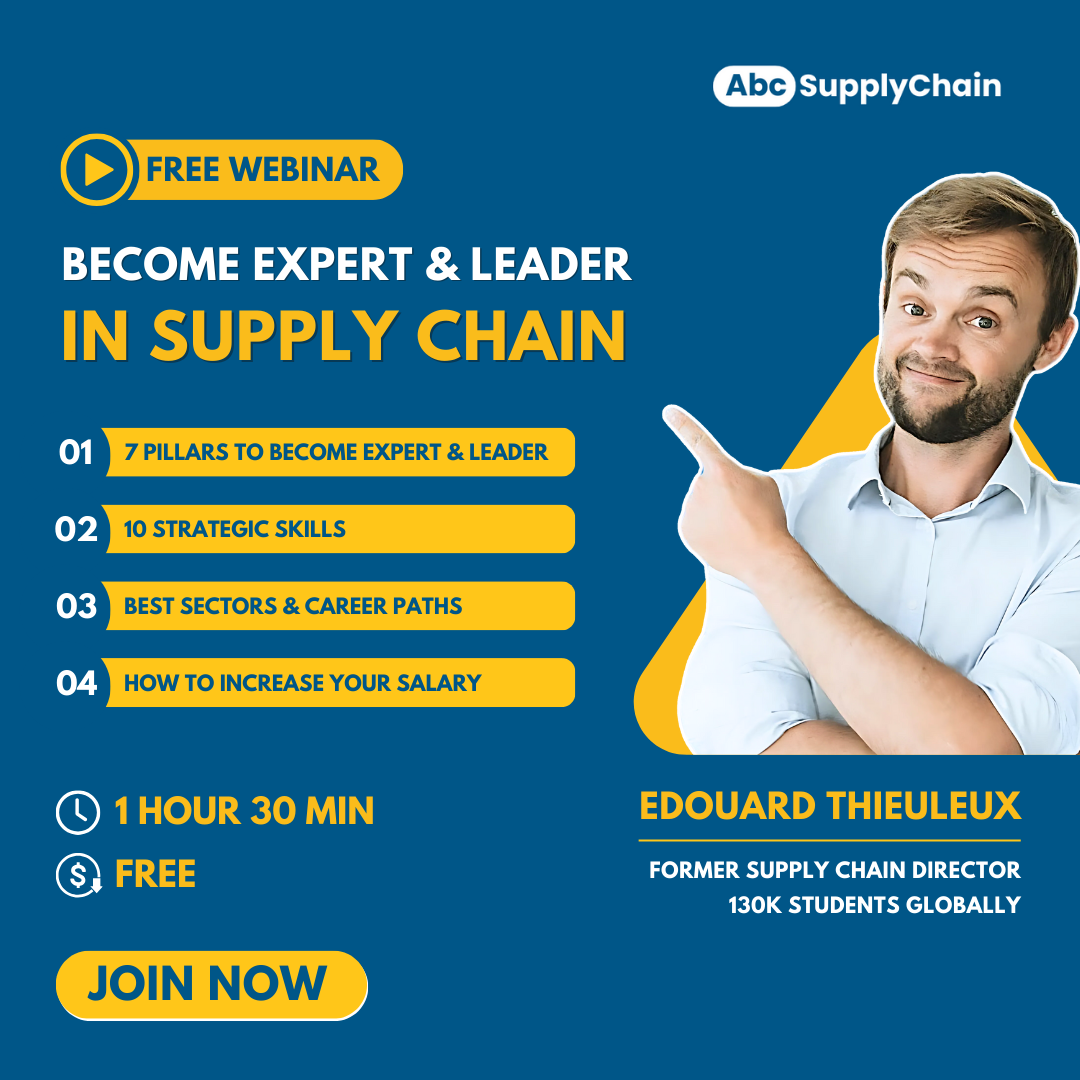 Abc SupplyChain
FREE WEBINAR
BECOME EXPERT & LEADER
IN SUPPLY CHAIN
01 7 PILLARS TO BECOME EXPERT & LEADER
02 10 STRATEGIC SKILLS
03 BEST SECTORS & CAREER PATHS
04 HOW TO INCREASE YOUR SALARY
1 HOUR 30 MIN
$ FREE
EDOUARD THIEULEUX
FORMER SUPPLY CHAIN DIRECTOR
130K STUDENTS GLOBALLY
JOIN NOW